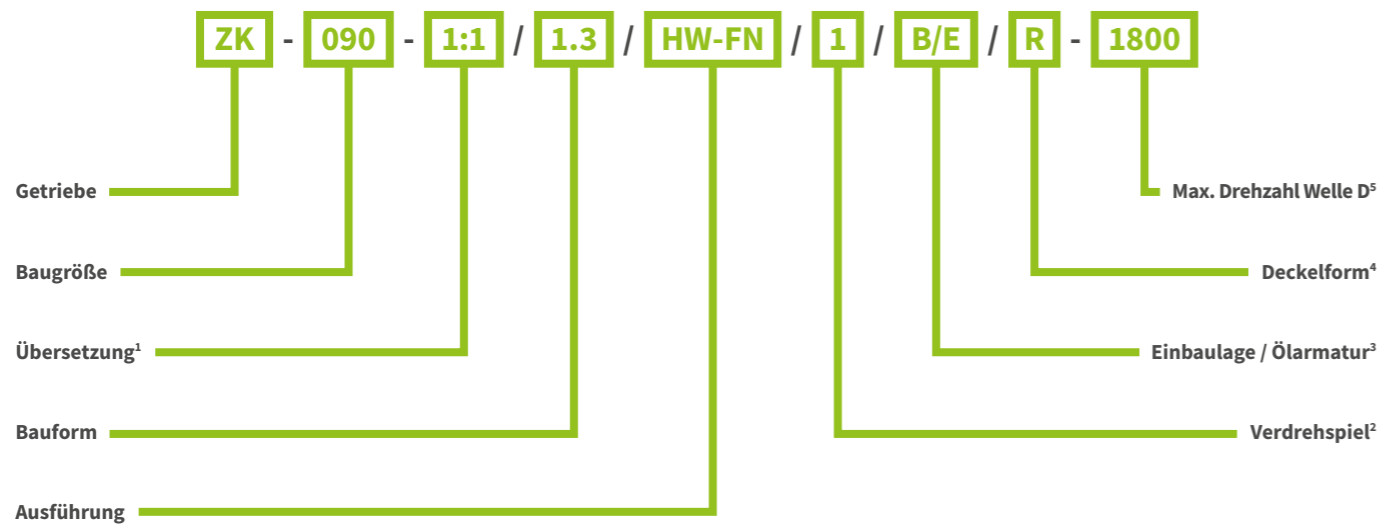 ZK - 090 - 1:1 / 1.3 / HW-FN / 1 / B/E / R - 1800
Getriebe
Max. Drehzahl Welle D⁵
Baugröße
Deckelform⁴
Übersetzung¹
Einbaulage / Ölarmatur³
Bauform
Verdrehspiel²
Ausführung